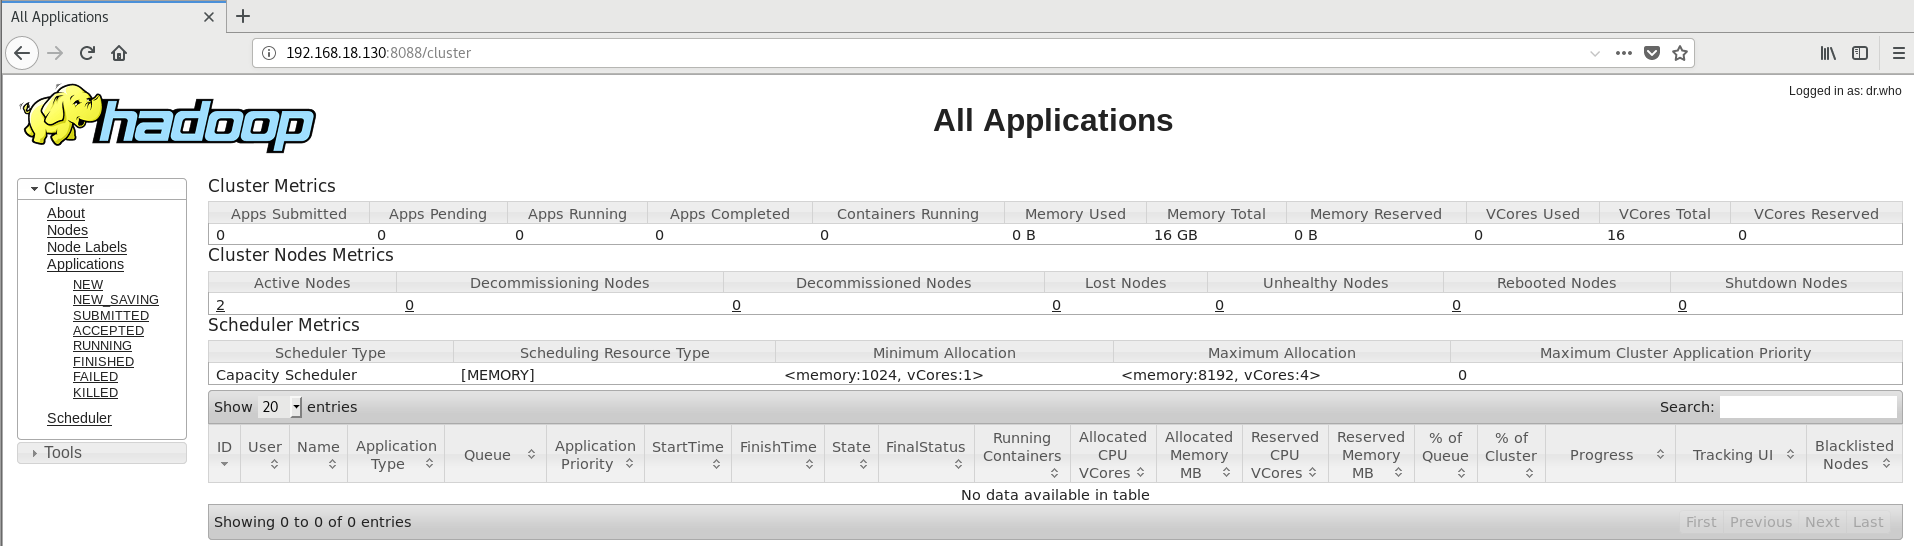 All Applications
192.168.18.130:8088/cluster
hadoop
All Applications
Logged in as: dr.who
Cluster
About
Nodes
Node Labels
Applications
NEW
NEW_SAVING
SUBMITTED
ACCEPTED
RUNNING
FINISHED
FAILED
KILLED
Scheduler
Tools
Cluster Metrics
Apps Submitted Apps Pending Apps Running Apps Completed Containers Running Memory Used Memory Total Memory Reserved VCores Used VCores Total VCores Reserved
0 0 0 0 0 0 B 16 GB 0 B 0 16 0
Cluster Nodes Metrics
Active Nodes Decommissioning Nodes Decommissioned Nodes Lost Nodes Unhealthy Nodes Rebooted Nodes Shutdown Nodes
2 0 0 0 0 0 0
Scheduler Metrics
Scheduler Type Scheduling Resource Type Minimum Allocation Maximum Allocation Maximum Cluster Application Priority
Capacity Scheduler [MEMORY] <memory:1024, vCores:1> <memory:8192, vCores:4> 0
Show 20 entries Search:
ID User Name Application Type Queue Application Priority StartTime FinishTime State FinalStatus Running Containers Allocated CPU VCores Allocated Memory MB Reserved CPU VCores Reserved Memory MB % of Queue % of Cluster Progress Tracking UI Blacklisted Nodes
No data available in table
Showing 0 to 0 of 0 entries First Previous Next Last